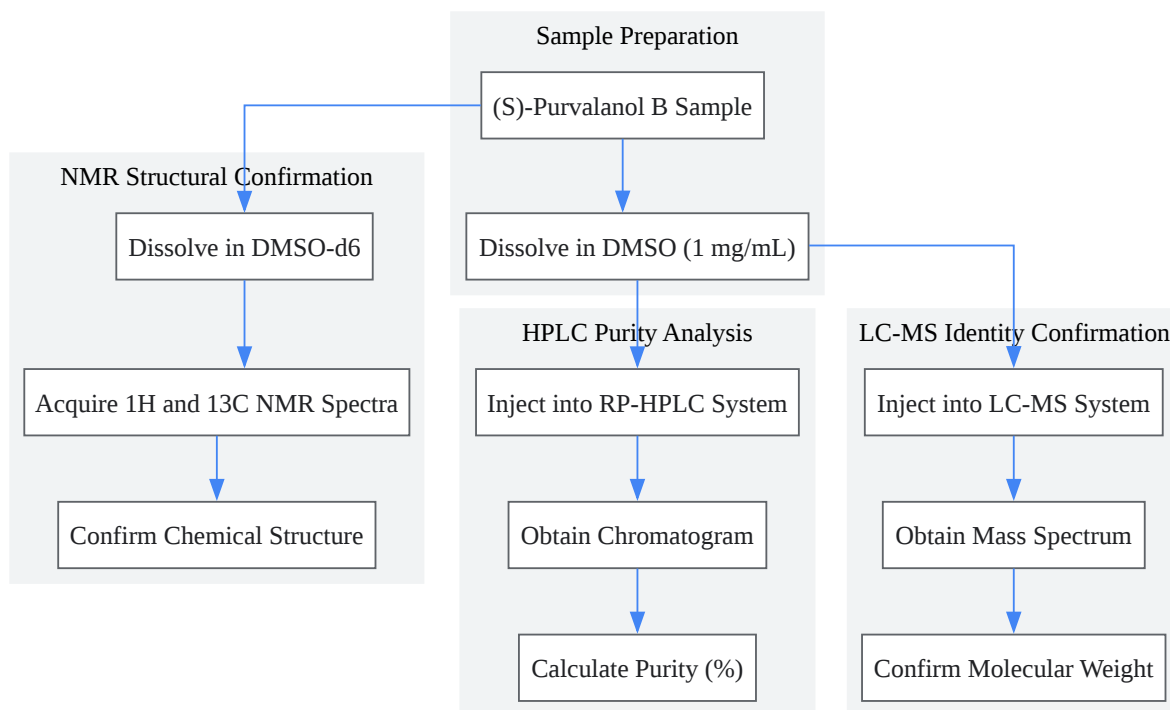 Sample Preparation
(S)-Purvalanol B Sample
Dissolve in DMSO (1 mg/mL)
NMR Structural Confirmation
Dissolve in DMSO-d6
Acquire 1H and 13C NMR Spectra
Confirm Chemical Structure
HPLC Purity Analysis
Inject into RP-HPLC System
Obtain Chromatogram
Calculate Purity (%)
LC-MS Identity Confirmation
Inject into LC-MS System
Obtain Mass Spectrum
Confirm Molecular Weight